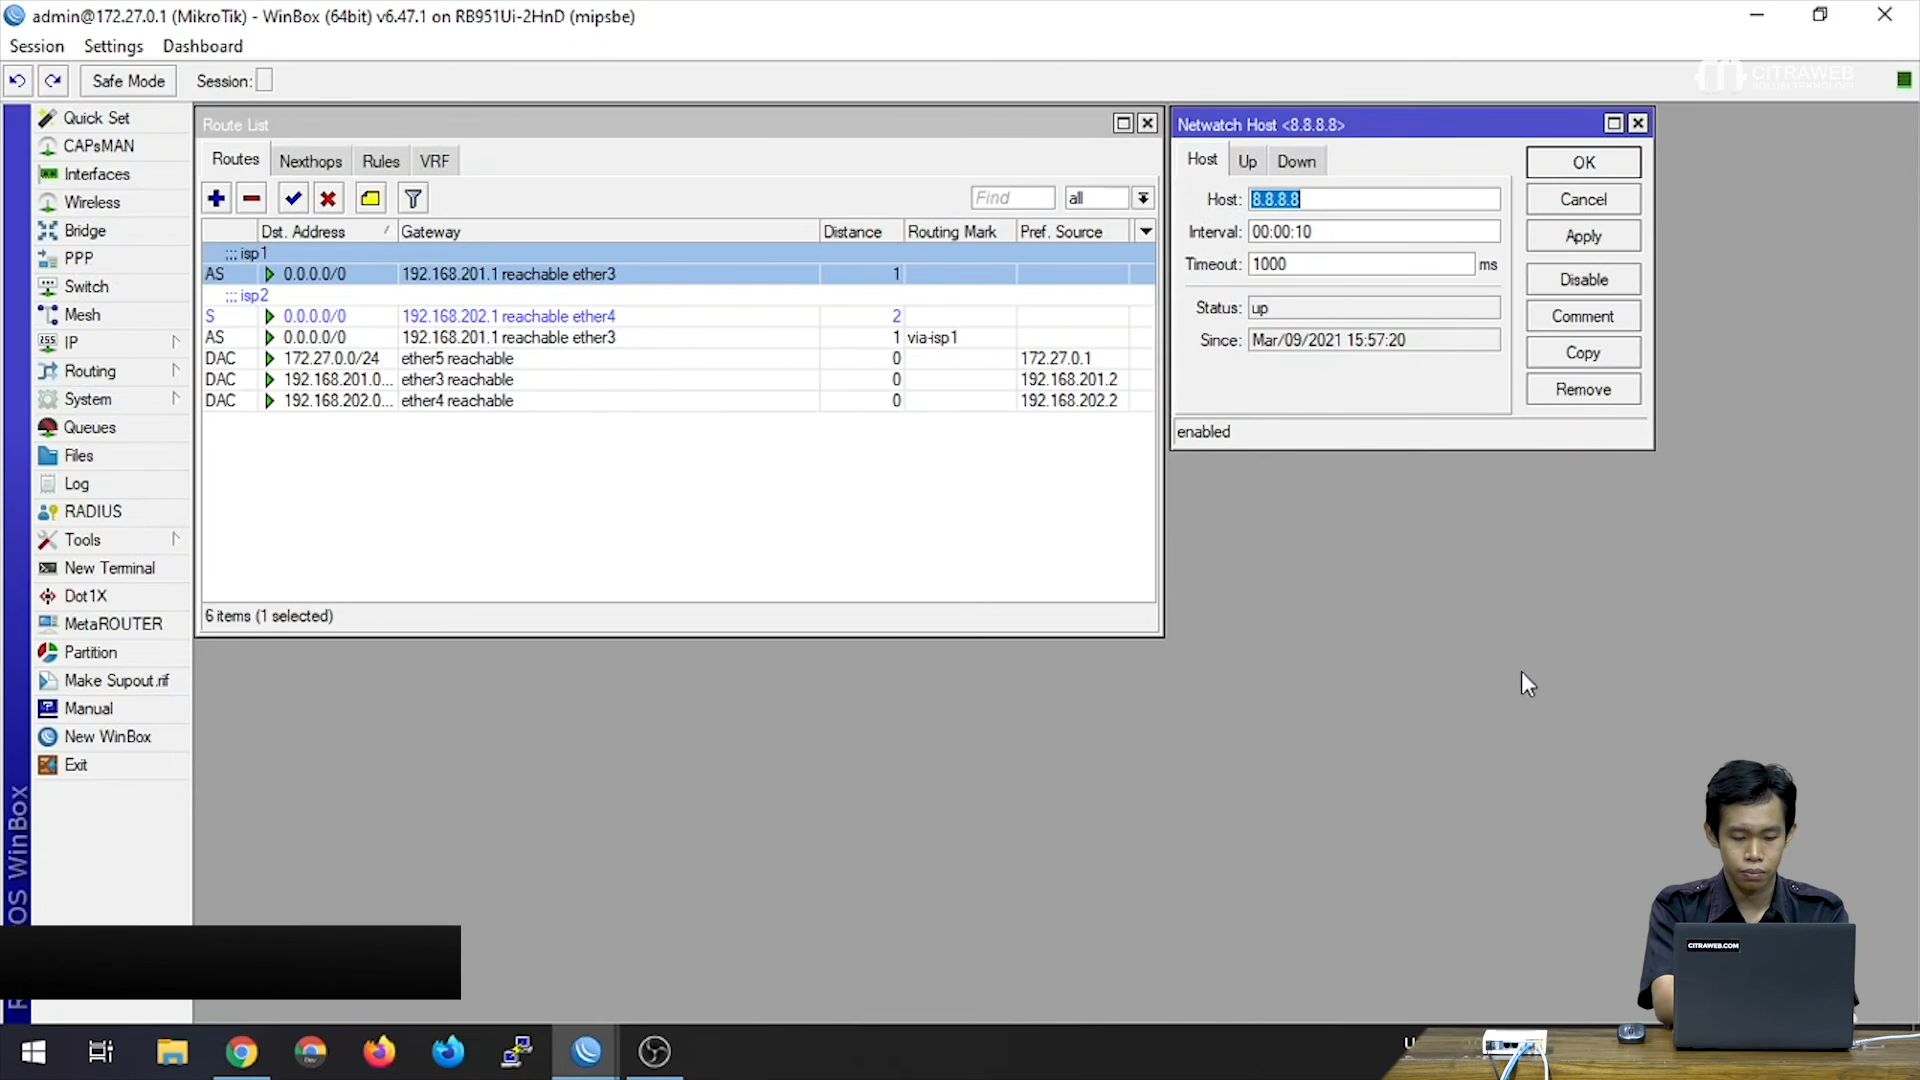 admin@172.27.0.1 (MikroTik) - WinBox (64bit) v6.47.1 on RB951Ui-2HnD (mipsbe)
Session Settings Dashboard
Safe Mode Session:
CITRAWEB
Quick Set
CAPsMAN
Interfaces
Wireless
Bridge
PPP
Switch
Mesh
IP
Routing
System
Queues
Files
Log
RADIUS
Tools
New Terminal
Dot1X
MetaROUTER
Partition
Make Supout.rif
Manual
New WinBox
Exit
OS WinBox
Route List
Routes Nexthops Rules VRF
Find all
Dst. Address Gateway Distance Routing Mark Pref. Source
;;; isp1
AS 0.0.0.0/0 192.168.201.1 reachable ether3 1
;;; isp2
S 0.0.0.0/0 192.168.202.1 reachable ether4 2
AS 0.0.0.0/0 192.168.201.1 reachable ether3 1 via-isp1
DAC 172.27.0.0/24 ether5 reachable 0 172.27.0.1
DAC 192.168.201.0... ether3 reachable 0 192.168.201.2
DAC 192.168.202.0... ether4 reachable 0 192.168.202.2
6 items (1 selected)
Netwatch Host <8.8.8.8>
Host Up Down
Host: 8.8.8.8
Interval: 00:00:10
Timeout: 1000 ms
Status: up
Since: Mar/09/2021 15:57:20
enabled
OK
Cancel
Apply
Disable
Comment
Copy
Remove
CITRAWEB.COM